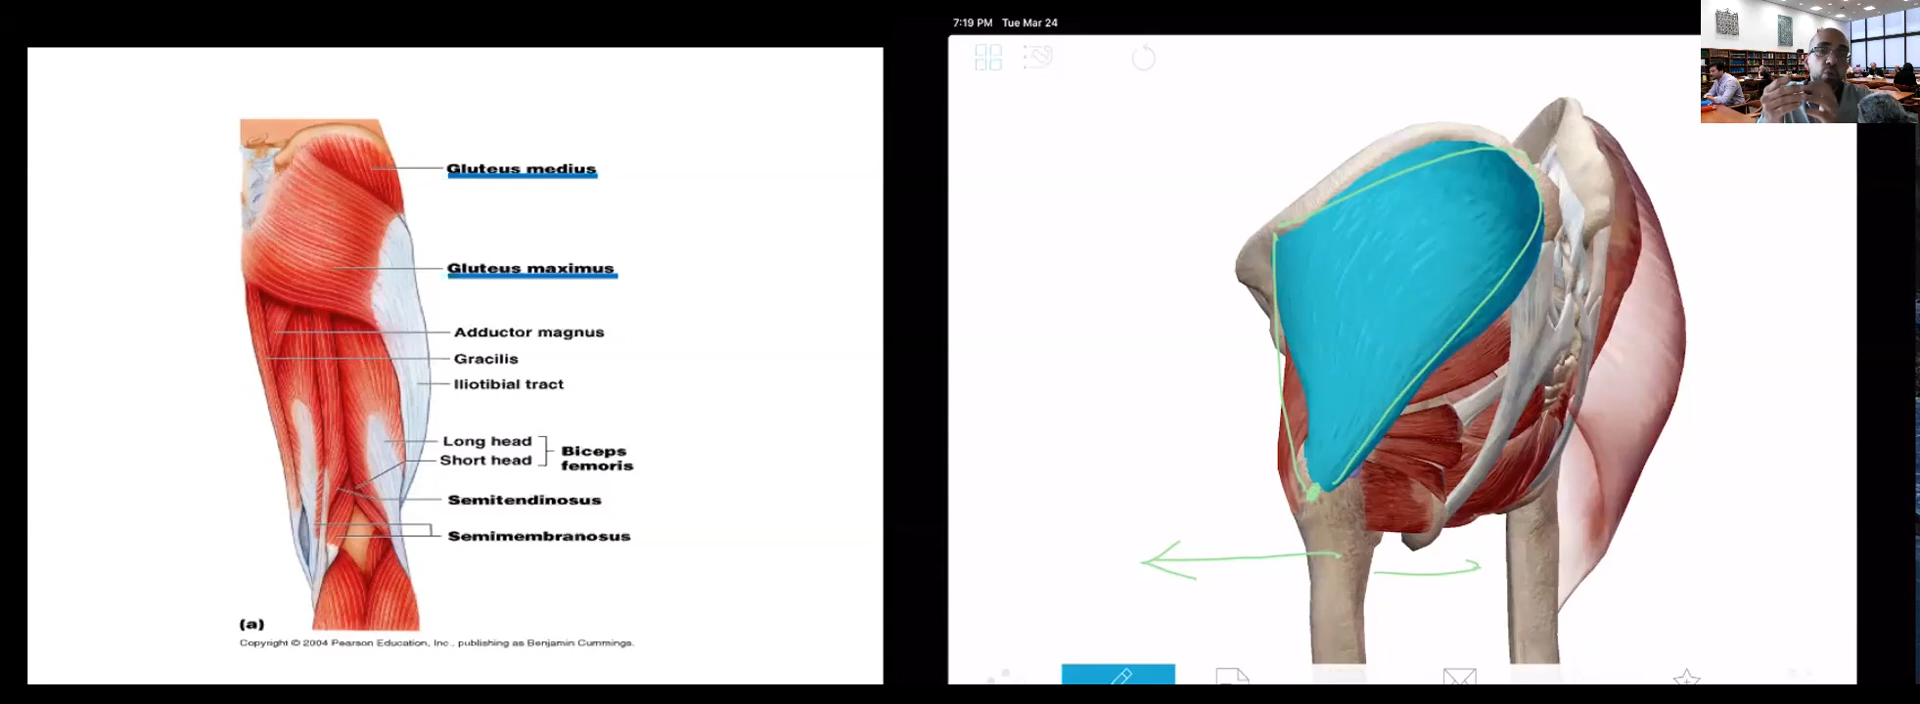 7:19 PM Tue Mar 24
Gluteus medius
Gluteus maximus
Adductor magnus
Gracilis
Iliotibial tract
Long head
Short head
Biceps
femoris
Semitendinosus
Semimembranosus
(a)
Copyright © 2004 Pearson Education, Inc., publishing as Benjamin Cummings.